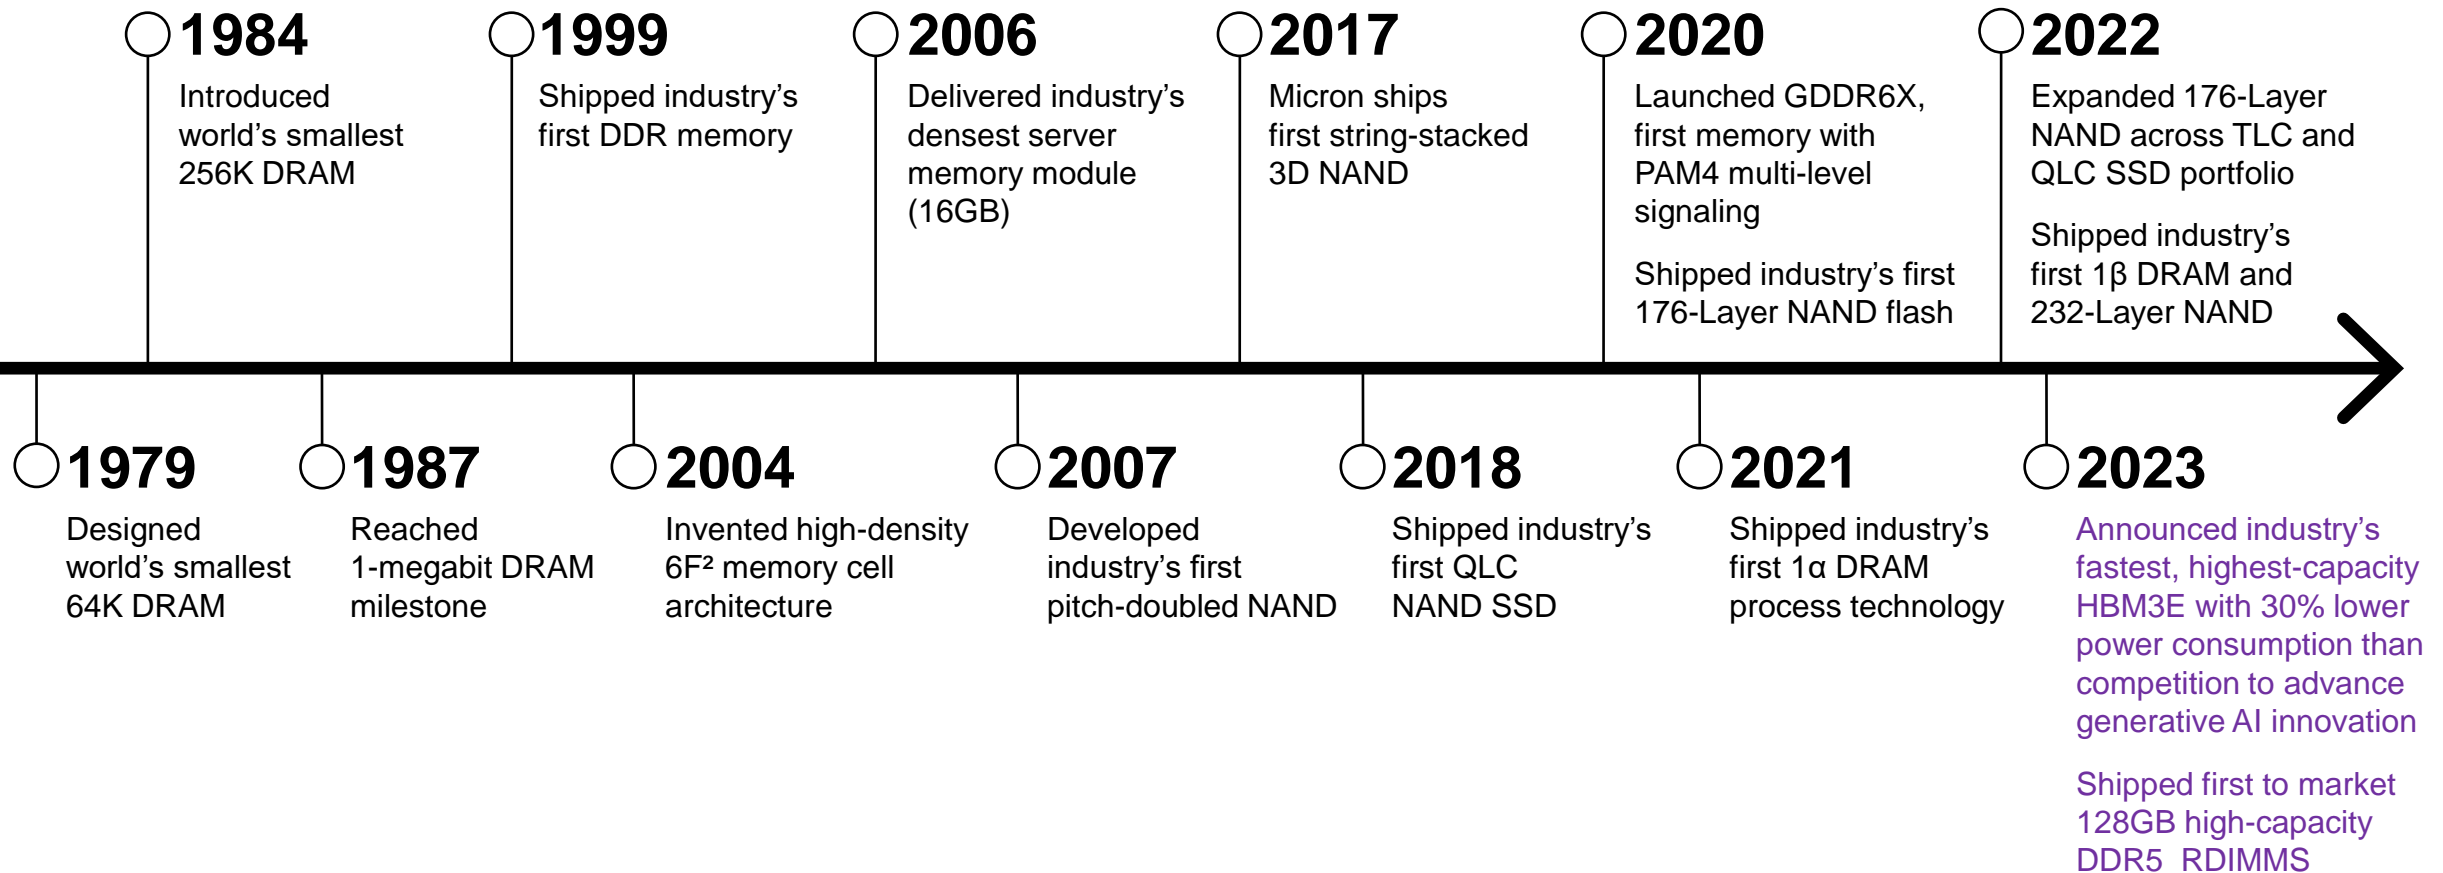 1984
Introduced
world’s smallest
256K DRAM
1999
Shipped industry’s
first DDR memory
2006
Delivered industry’s
densest server
memory module
(16GB)
2017
Micron ships
first string-stacked
3D NAND
2020
Launched GDDR6X,
first memory with
PAM4 multi-level
signaling
Shipped industry’s first
176-Layer NAND flash
2022
Expanded 176-Layer
NAND across TLC and
QLC SSD portfolio
Shipped industry’s
first 1β DRAM and
232-Layer NAND
1979
Designed
world’s smallest
64K DRAM
1987
Reached
1-megabit DRAM
milestone
2004
Invented high-density
6F² memory cell
architecture
2007
Developed
industry’s first
pitch-doubled NAND
2018
Shipped industry’s
first QLC
NAND SSD
2021
Shipped industry’s
first 1α DRAM
process technology
2023
Announced industry’s
fastest, highest-capacity
HBM3E with 30% lower
power consumption than
competition to advance
generative AI innovation
Shipped first to market
128GB high-capacity
DDR5  RDIMMS